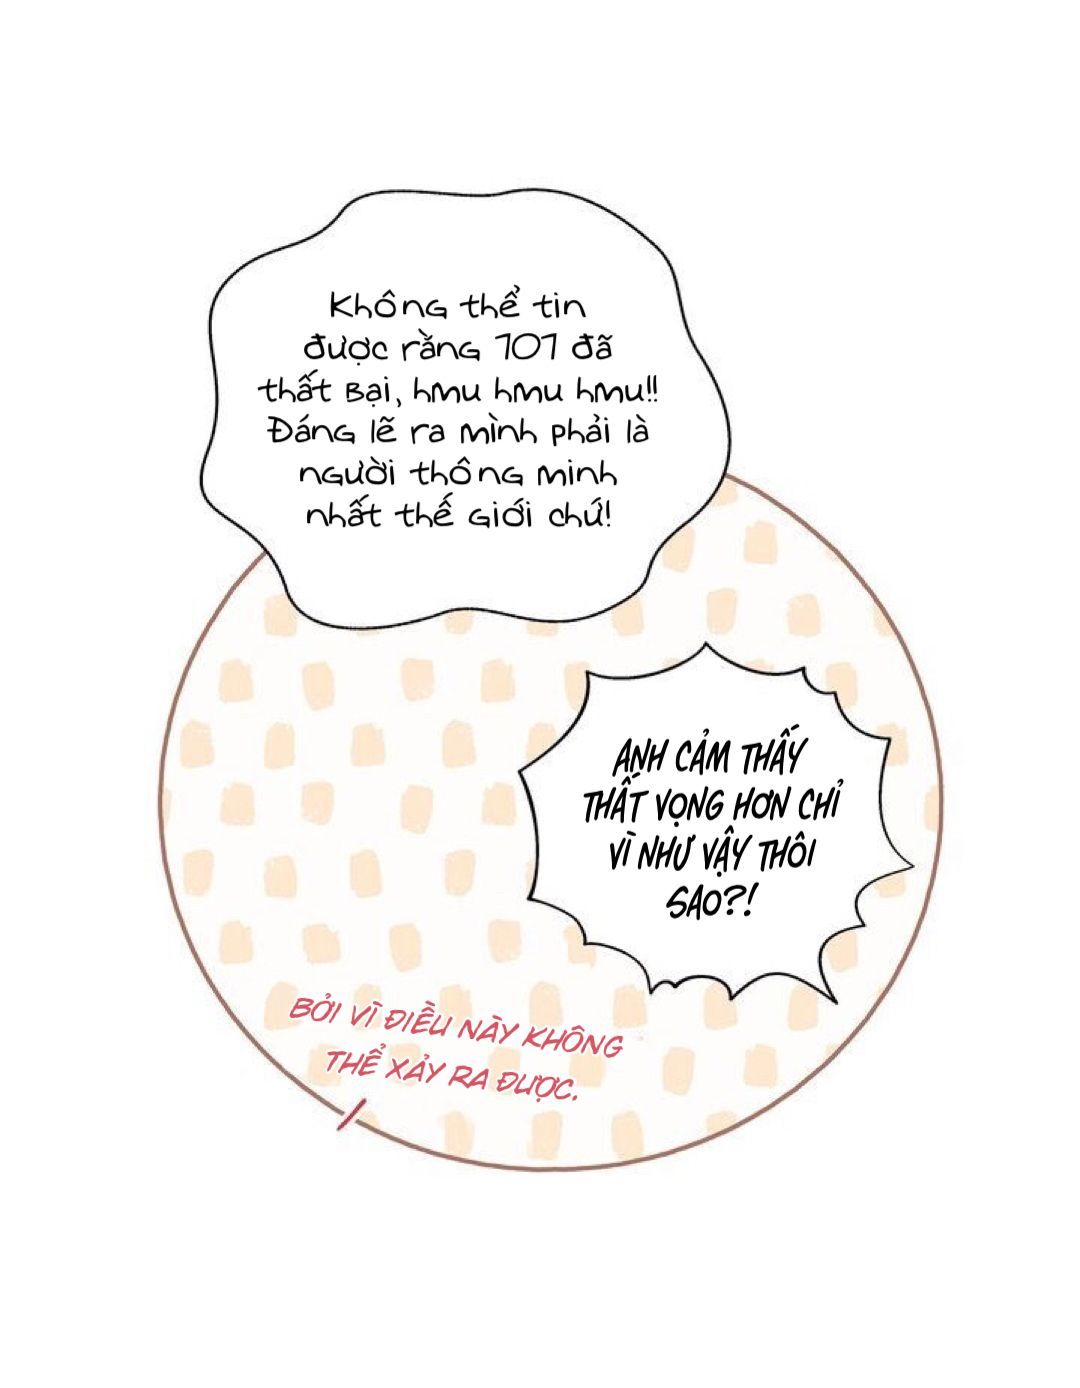 Không thể tin
được rằng 101 đã
thất bại, hmu hmu hmu!!
Đáng lẽ ra mình phải là
người thông minh
nhất thế giới chứ!
ANH CẢM THẤY
THẤT VỌNG HƠN CHỈ
VÌ NHƯ VẬY THÔI
SAO?!
BỞI VÌ ĐIỀU NÀY KHÔNG
THỂ XẢY RA ĐƯỢC.